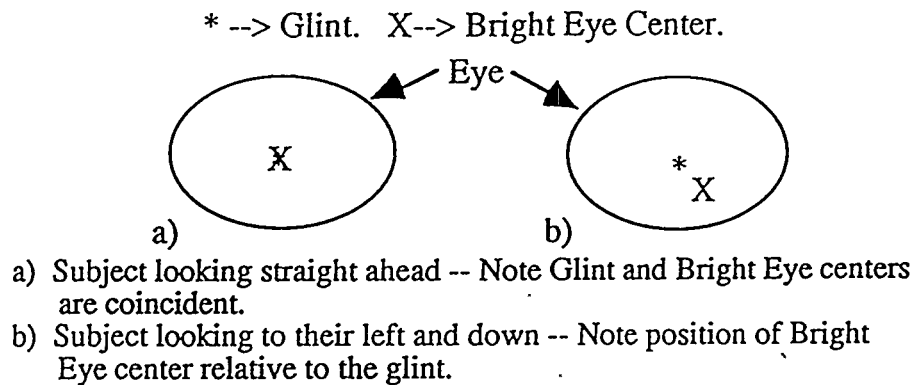 * --> Glint. X--> Bright Eye Center.
Eye
X
*
X
a)
b)
a) Subject looking straight ahead -- Note Glint and Bright Eye centers
are coincident.
b) Subject looking to their left and down -- Note position of Bright
Eye center relative to the glint.